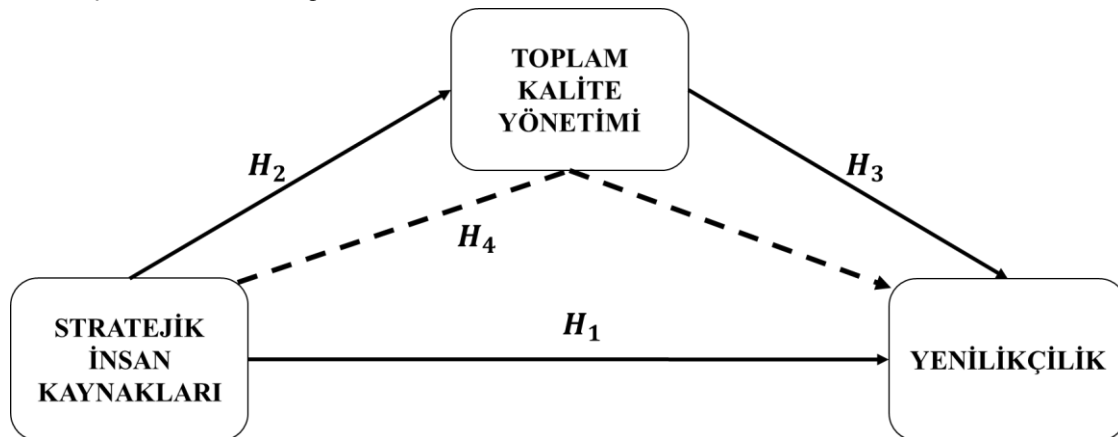 TOPLAM
KALİTE
YÖNETİMİ
H₂
H₃
H₄
STRATEJİK
İNSAN
KAYNAKLARI
H₁
YENİLİKÇİLİK